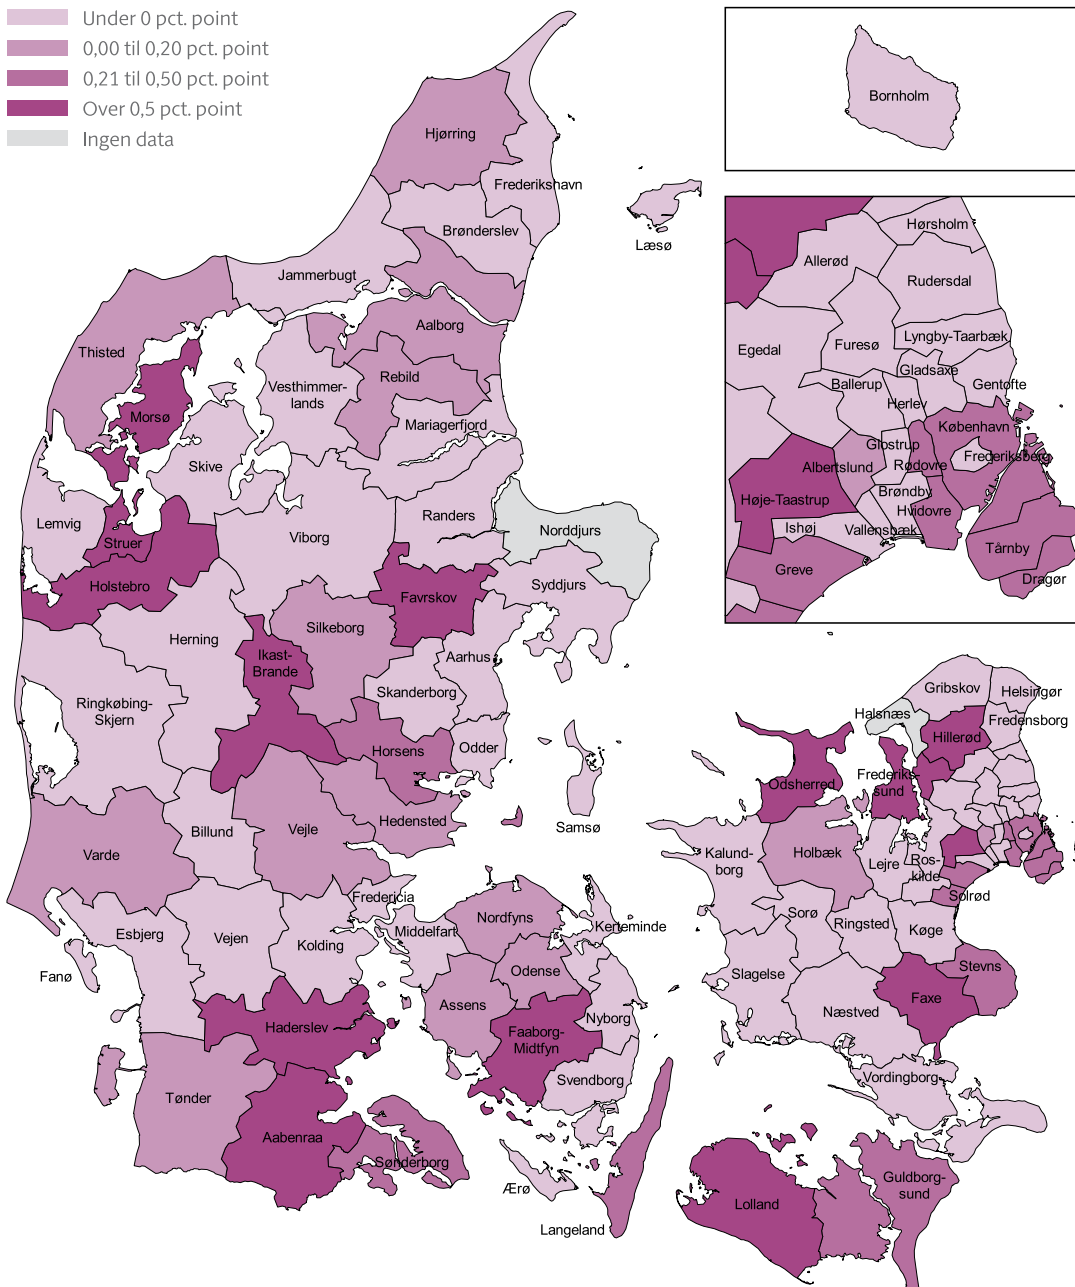 Under 0 pct. point
0,00 til 0,20 pct. point
0,21 til 0,50 pct. point
Over 0,5 pct. point
Ingen data
Bornholm
Hjørring
Frederikshavn
Brønderslev
Læsø
Jammerbugt
Aalborg
Thisted
Rebild
Vesthimmer-
lands
Morsø
Mariagerfjord
Skive
Lemvig
Randers
Norddjurs
Viborg
Struer
Holstebro
Favrskov
Syddjurs
Silkeborg
Herning
Ikast-
Brande
Aarhus
Skanderborg
Ringkøbing-
Skjern
Horsens
Odder
Samsø
Hedensted
Billund
Vejle
Varde
Fredericia
Esbjerg
Vejen
Kolding
Middelfart
Nordfyns
Kerteminde
Fanø
Odense
Assens
Haderslev
Faaborg-
Midtfyn
Nyborg
Svendborg
Tønder
Aabenraa
Sønderborg
Ærø
Langeland
Hørsholm
Allerød
Rudersdal
Egedal
Furesø
Lyngby-Taarbæk
Gladsaxe
Ballerup
Gentofte
Herlev
København
Glostrup
Frederiksberg
Albertslund
Rødovre
Høje-Taastrup
Brøndby
Hvidovre
Ishøj
Vallensbæk
Tårnby
Greve
Dragør
Gribskov
Helsingør
Halsnæs
Fredensborg
Hillerød
Odsherred
Frederiks-
sund
Kalund-
borg
Holbæk
Lejre
Ros-
kilde
Solrød
Sorø
Ringsted
Køge
Slagelse
Stevns
Faxe
Næstved
Vordingborg
Guldborg-
sund
Lolland